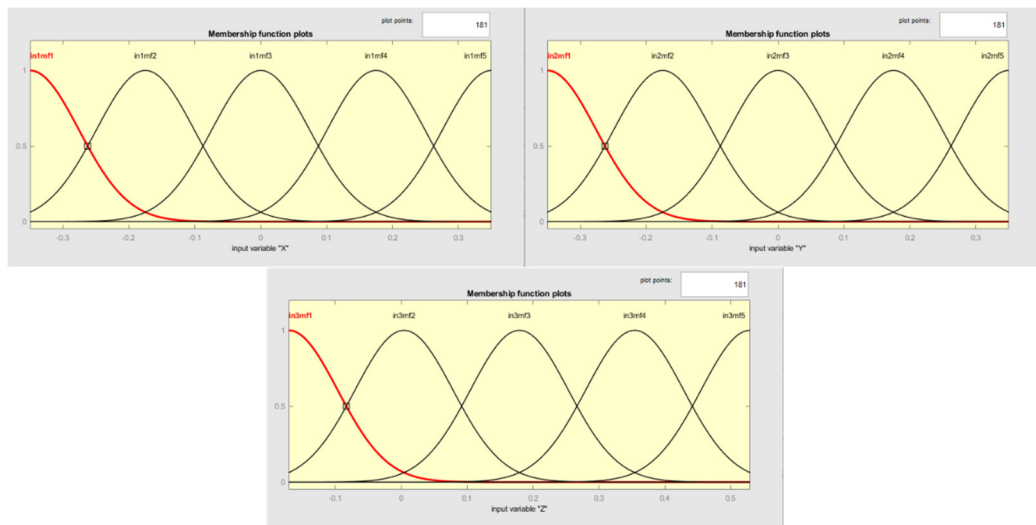 plot points: 181
Membership function plots
in1mf1 in1mf2 in1mf3 in1mf4 in1mf5
1
0.5
0
-0.3 -0.2 -0.1 0 0.1 0.2 0.3
input variable "X"
plot points: 181
Membership function plots
in2mf1 in2mf2 in2mf3 in2mf4 in2mf5
1
0.5
0
-0.3 -0.2 -0.1 0 0.1 0.2 0.3
input variable "Y"
plot points: 181
Membership function plots
in3mf1 in3mf2 in3mf3 in3mf4 in3mf5
1
0.5
0
-0.1 0 0.1 0.2 0.3 0.4 0.5
input variable "Z"